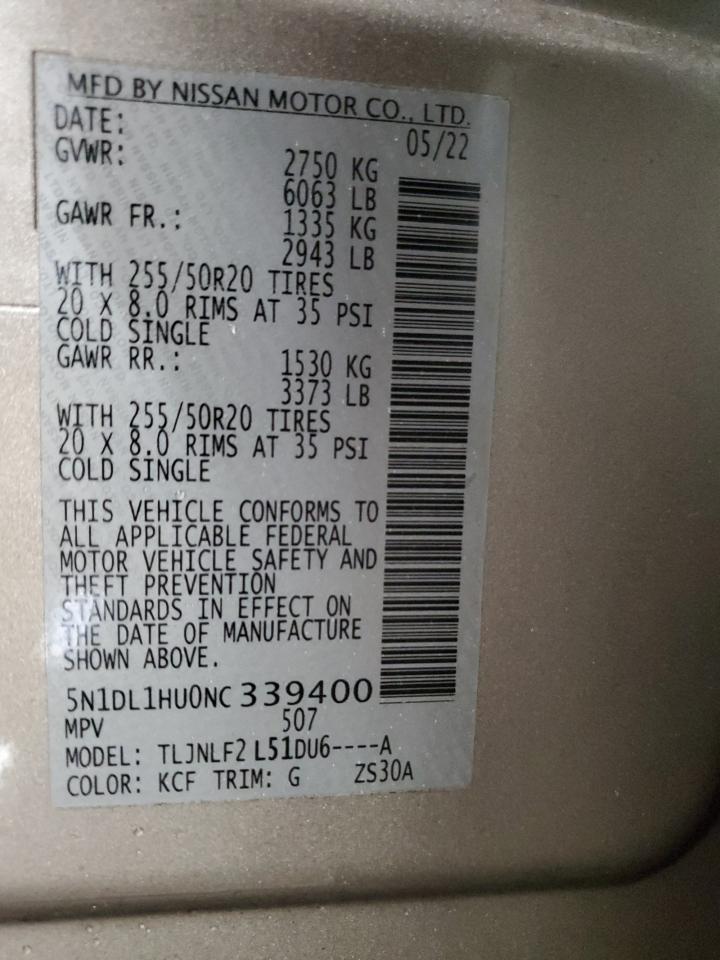 MFD BY NISSAN MOTOR CO., LTD.
DATE: 05/22
GVWR: 2750 KG
6063 LB
GAWR FR.: 1335 KG
2943 LB
WITH 255/50R20 TIRES
20 X 8.0 RIMS AT 35 PSI
COLD SINGLE
GAWR RR.: 1530 KG
3373 LB
WITH 255/50R20 TIRES
20 X 8.0 RIMS AT 35 PSI
COLD SINGLE
THIS VEHICLE CONFORMS TO
ALL APPLICABLE FEDERAL
MOTOR VEHICLE SAFETY AND
THEFT PREVENTION
STANDARDS IN EFFECT ON
THE DATE OF MANUFACTURE
SHOWN ABOVE.
5N1DL1HU0NC 339400
MPV 507
MODEL: TLJNLF2 L51DU6----A
COLOR: KCF TRIM: G ZS30A